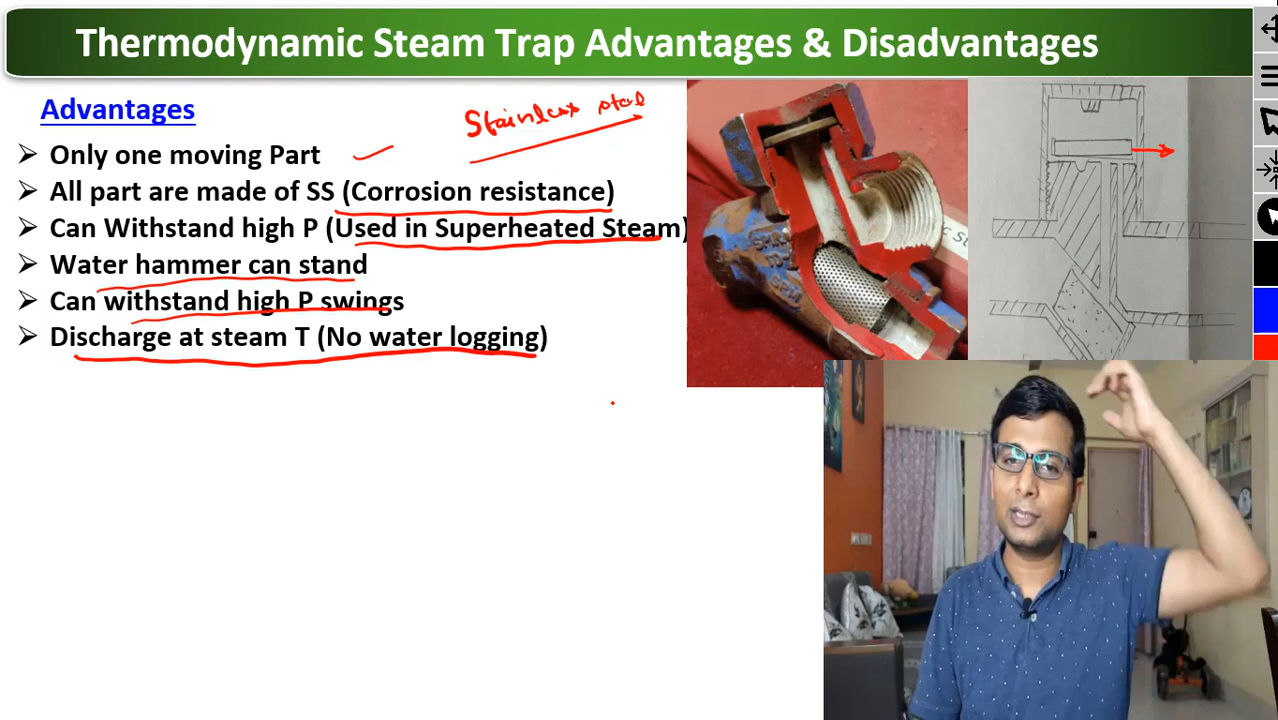 Thermodynamic Steam Trap Advantages & Disadvantages
Advantages
Stainless steel
Only one moving Part
All part are made of SS (Corrosion resistance)
Can Withstand high P (Used in Superheated Steam)
Water hammer can stand
Can withstand high P swings
Discharge at steam T (No water logging)